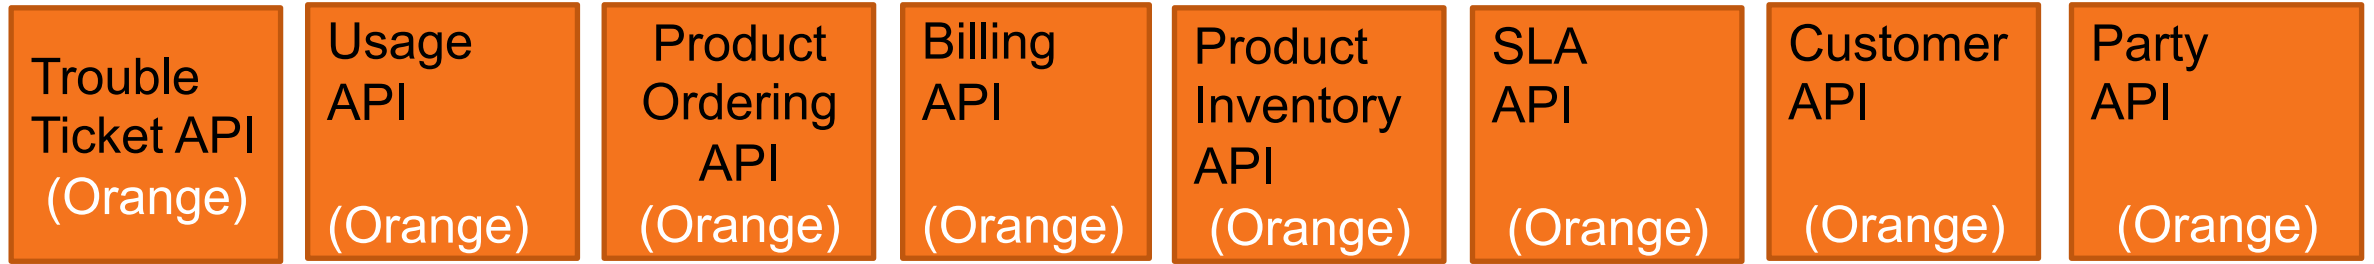 Trouble
Ticket API
(Orange)
Usage
API
(Orange)
Product
Ordering
API
(Orange)
Billing
API
(Orange)
Product
Inventory
API
(Orange)
SLA
API
(Orange)
Customer
API
(Orange)
Party
API
(Orange)